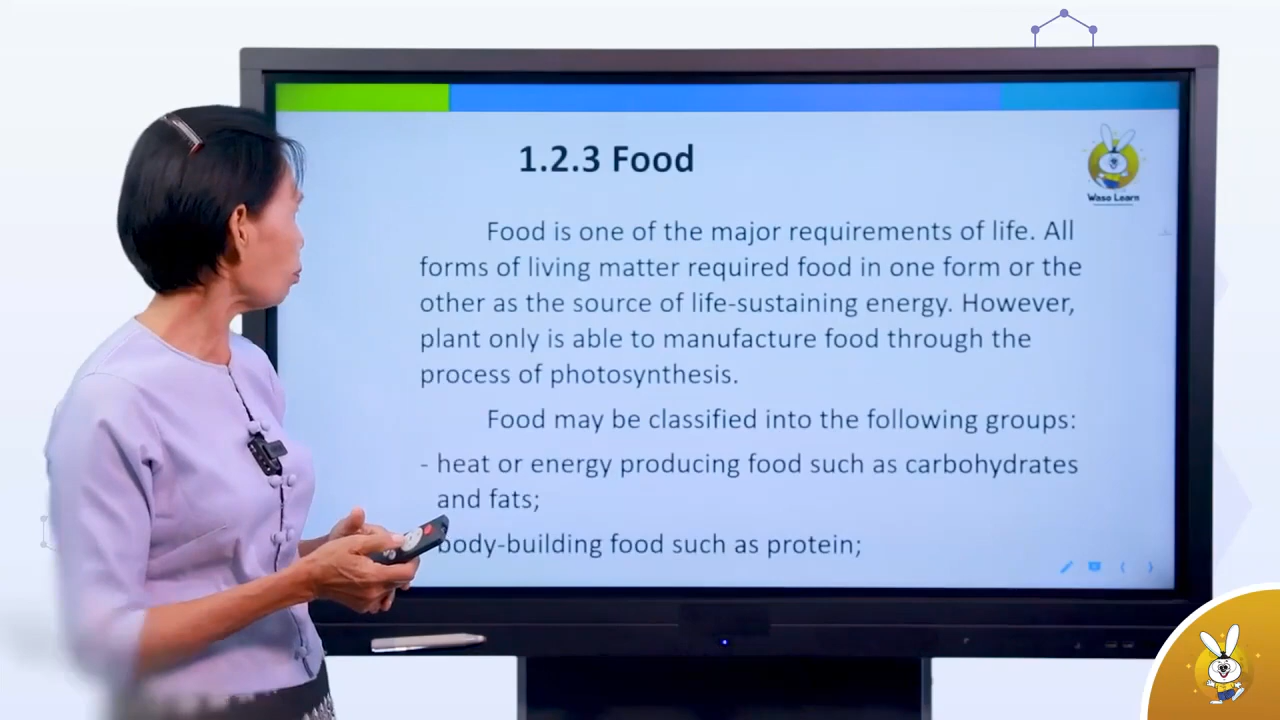 1.2.3 Food
Waso Learn
Food is one of the major requirements of life. All
forms of living matter required food in one form or the
other as the source of life-sustaining energy. However,
plant only is able to manufacture food through the
process of photosynthesis.
Food may be classified into the following groups:
- heat or energy producing food such as carbohydrates
and fats;
body-building food such as protein;